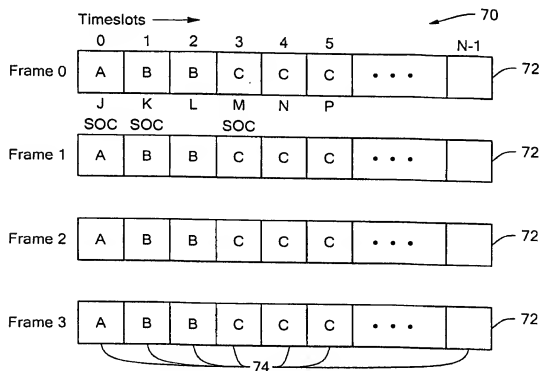 Timeslots 70
0 1 2 3 4 5 N-1
Frame 0 A B B C C C • • • 72
J K L M N P
SOC SOC SOC
Frame 1 A B B C C C • • • 72
Frame 2 A B B C C C • • • 72
Frame 3 A B B C C C • • • 72
74